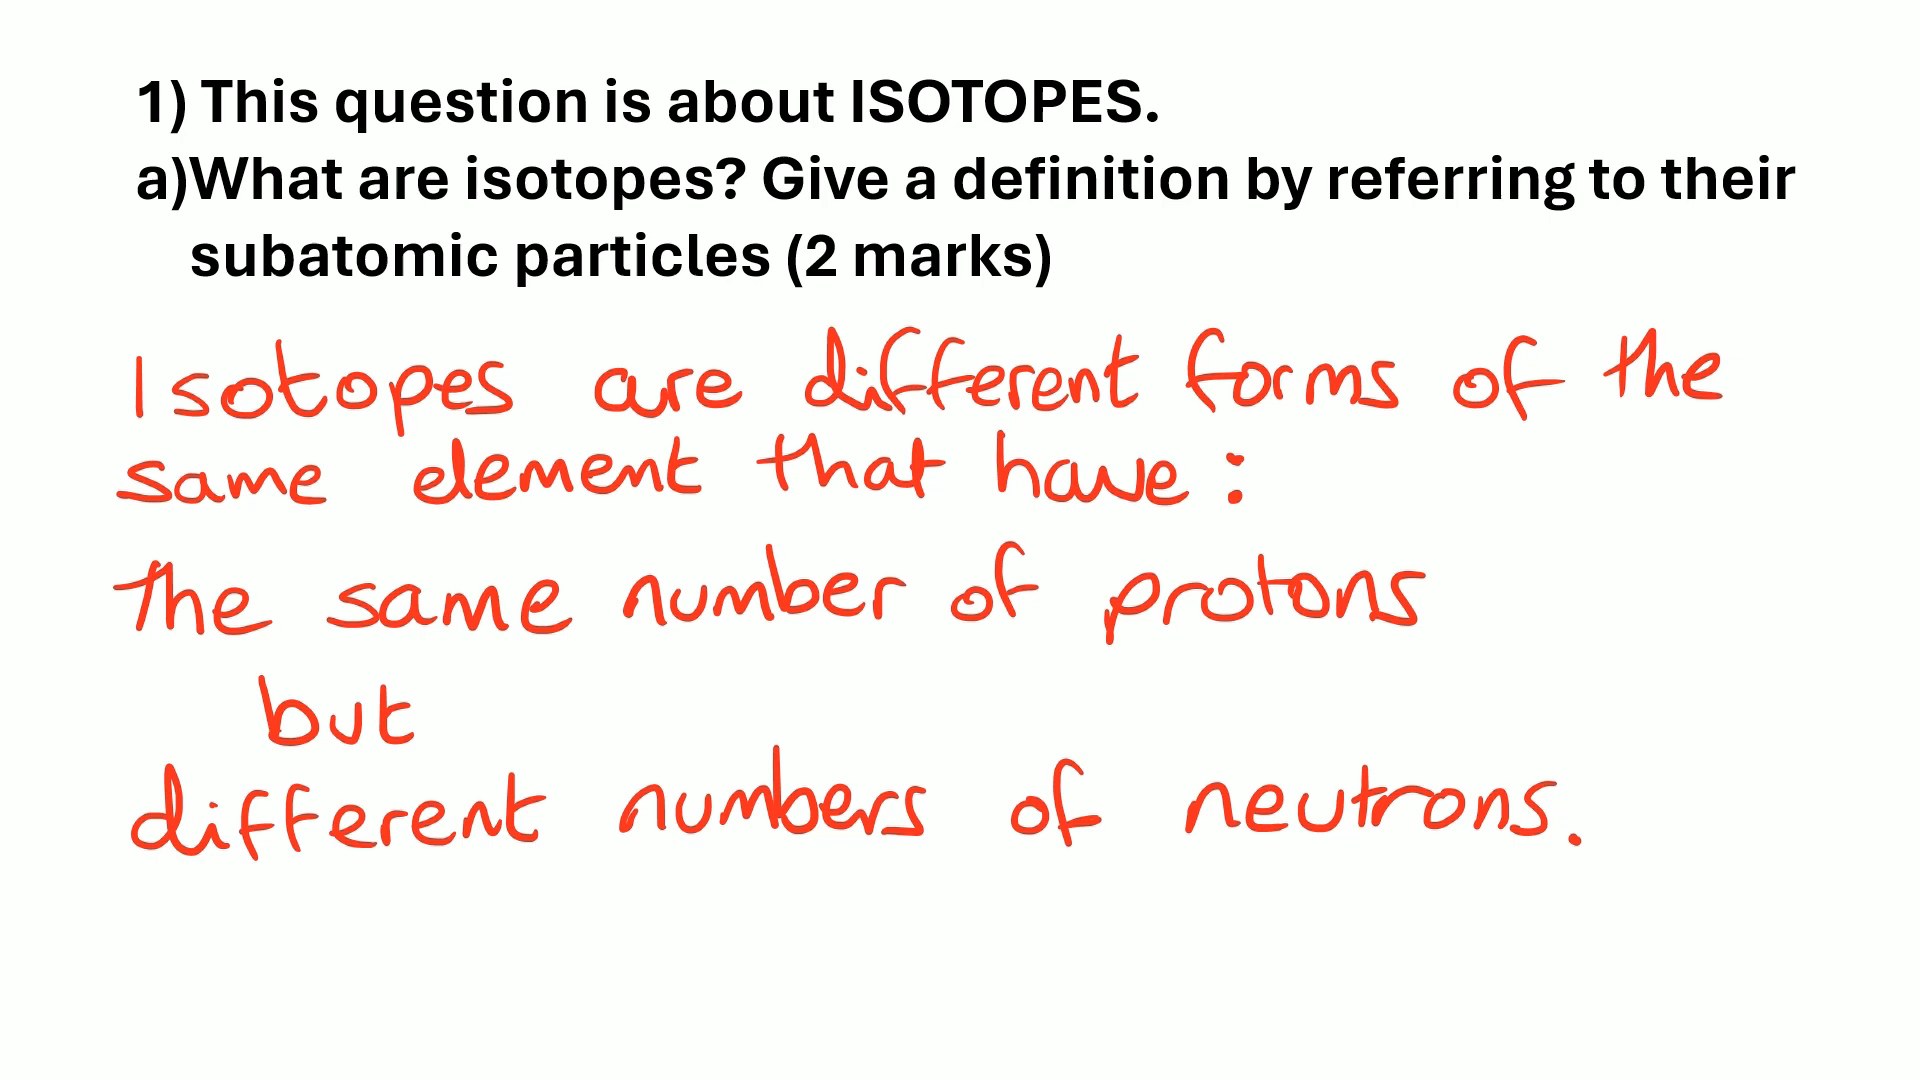 1) This question is about ISOTOPES.
a)What are isotopes? Give a definition by referring to their
subatomic particles (2 marks)
Isotopes are different forms of the
same element that have:
the same number of protons
but
different numbers of neutrons.